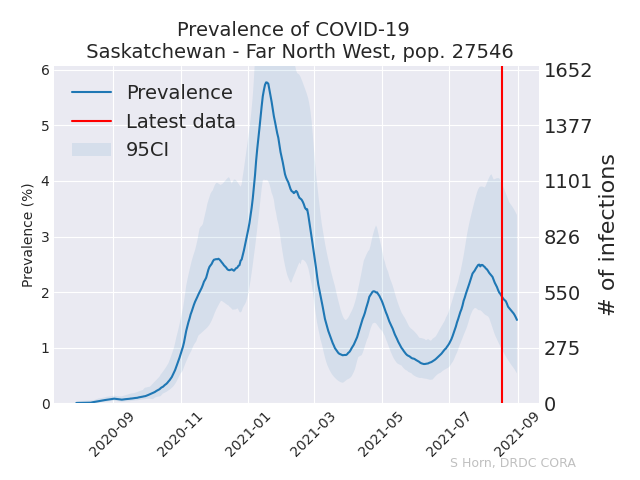 Prevalence of COVID-19
Saskatchewan - Far North West, pop. 27546
Prevalence
Latest data
95CI
Prevalence (%)
6
5
4
3
2
1
0
1652
1377
1101
826
550
275
0
# of infections
2020-09
2020-11
2021-01
2021-03
2021-05
2021-07
2021-09
S Horn, DRDC CORA